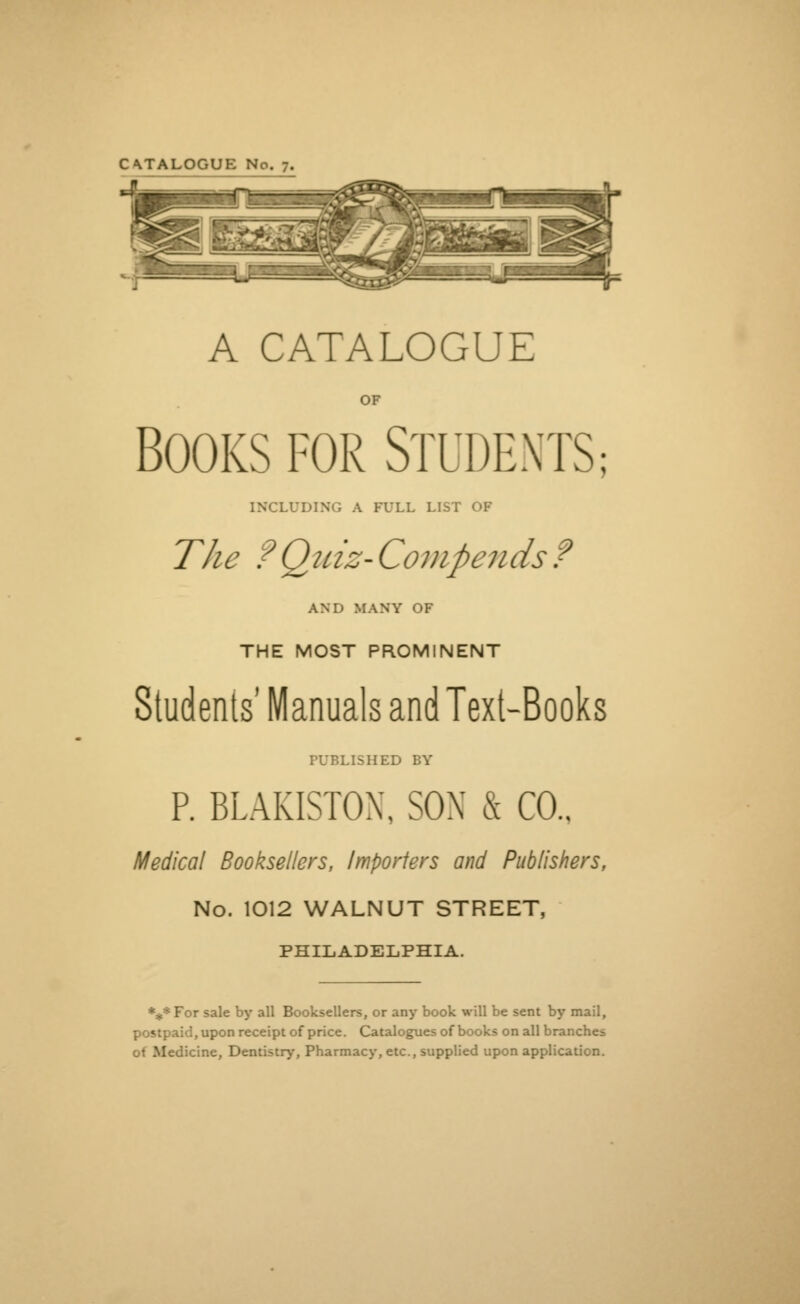 CATALOGUE No. 7.
A CATALOGUE
OF
BOOKS FOR STUDENTS;
INCLUDING A FULL LIST OF
The ? Quiz-Compends ?
AND MANY OF
THE MOST PROMINENT
Students' Manuals and Text-Books
PUBLISHED BY
P. BLAKISTON, SON & CO.,
Medical Booksellers, Importers and Publishers,
No. 1012 WALNUT STREET,
PHILADELPHIA.
*** For sale by all Booksellers, or any book will be sent by mail,
postpaid, upon receipt of price. Catalogues of books on all branches
of Medicine, Dentistry, Pharmacy, etc., supplied upon application.